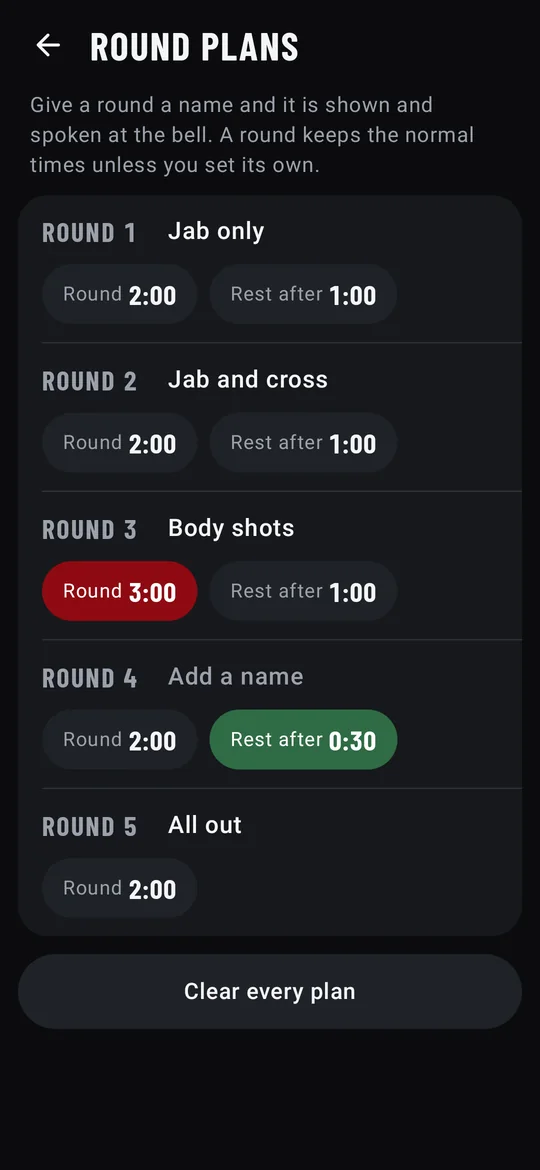 ROUND PLANS
Give a round a name and it is shown and
spoken at the bell. A round keeps the normal
times unless you set its own.
ROUND 1 Jab only
Round 2:00 Rest after 1:00
ROUND 2 Jab and cross
Round 2:00 Rest after 1:00
ROUND 3 Body shots
Round 3:00 Rest after 1:00
ROUND 4 Add a name
Round 2:00 Rest after 0:30
ROUND 5 All out
Round 2:00
Clear every plan